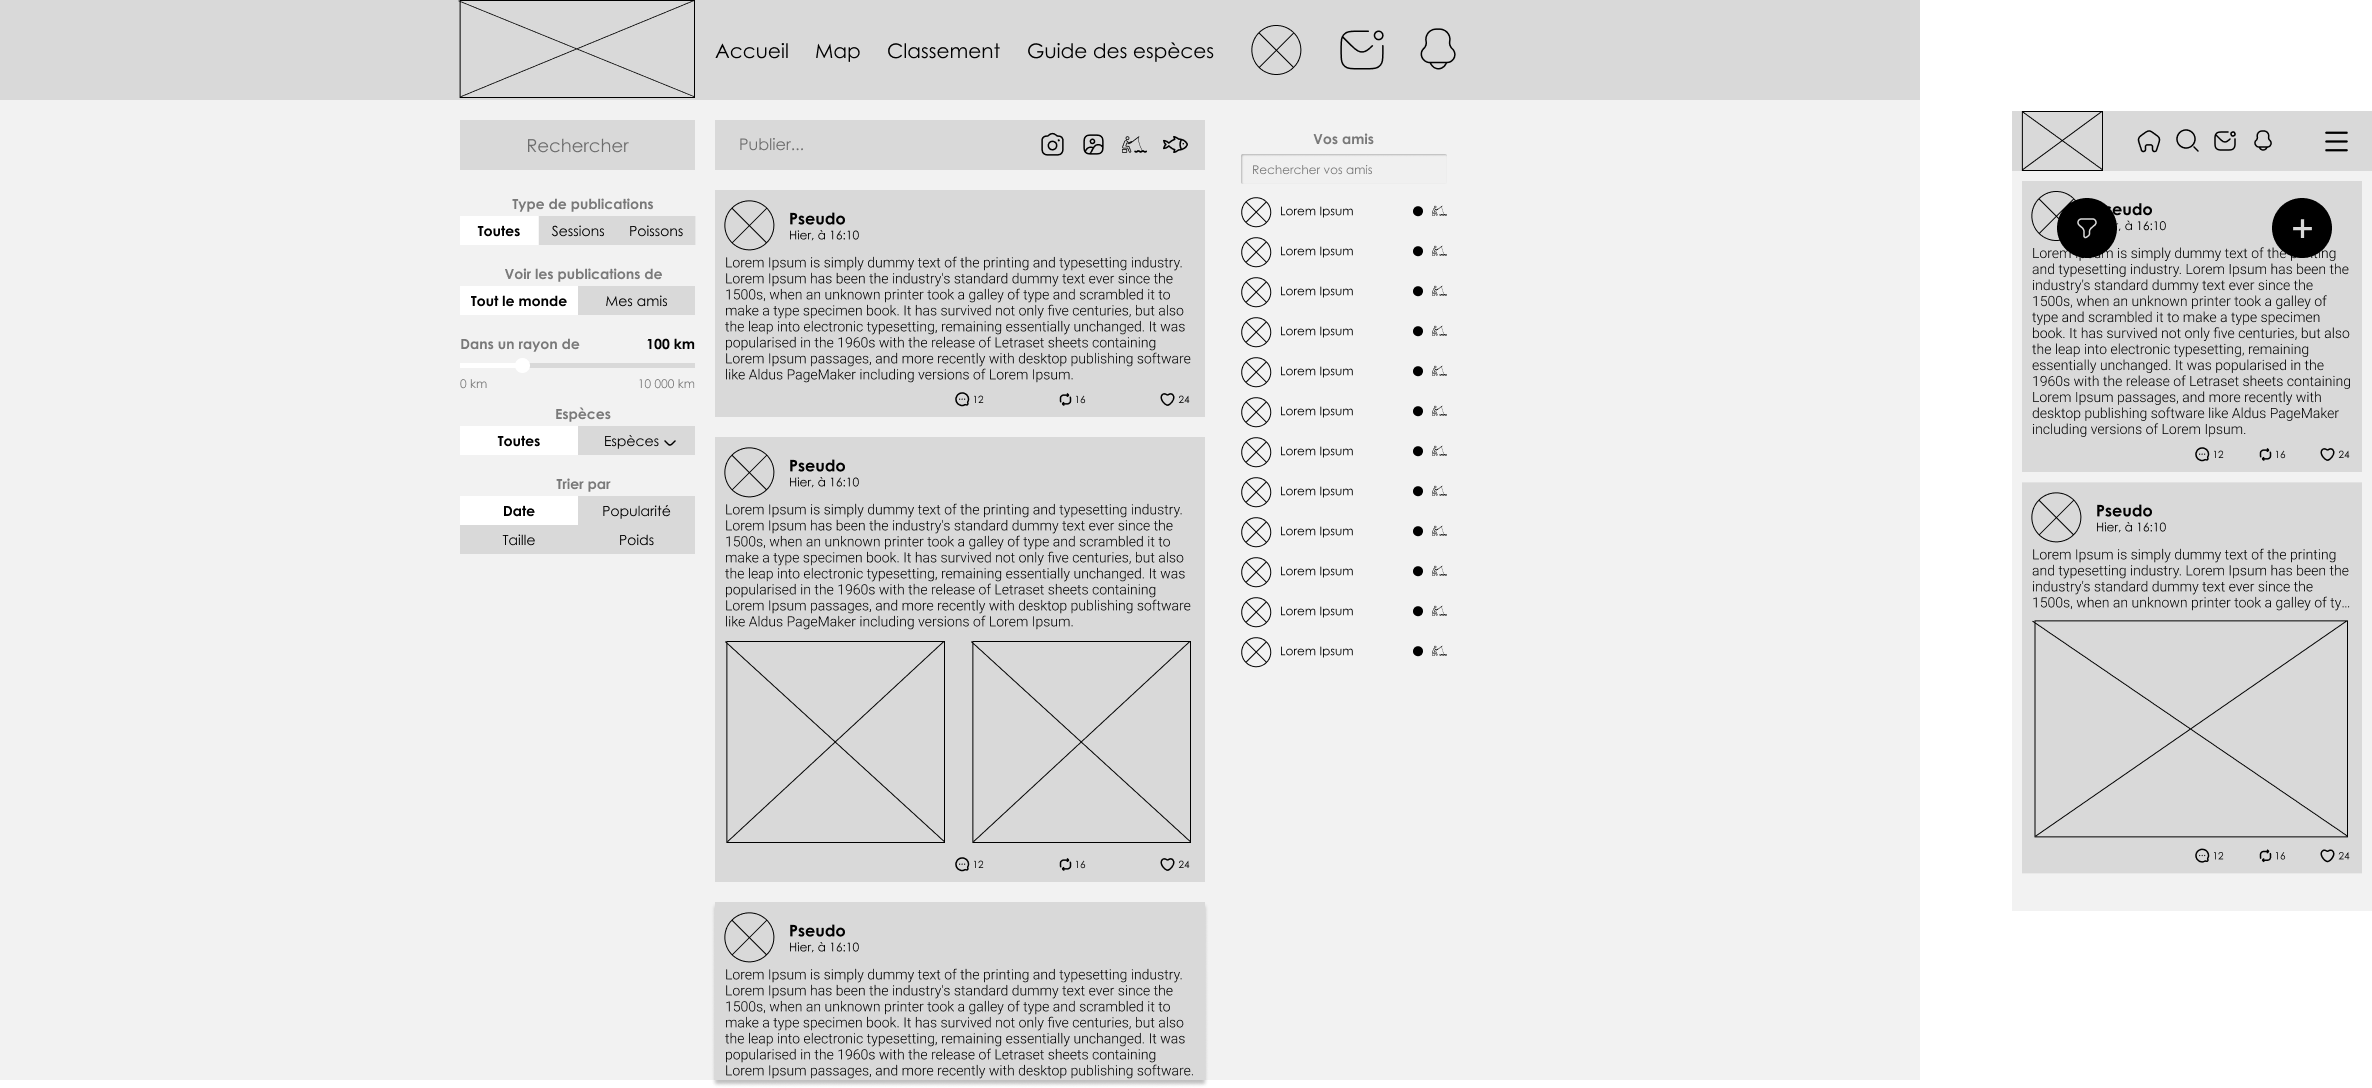 Accueil Map Classement Guide des espèces
Rechercher
Type de publications
Toutes Sessions Poissons
Voir les publications de
Tout le monde Mes amis
Dans un rayon de 100 km
0 km 10 000 km
Espèces
Toutes Espèces
Trier par
Date Popularité
Taille Poids
Publier...
Pseudo
Hier, à 16:10
Lorem Ipsum is simply dummy text of the printing and typesetting industry.
Lorem Ipsum has been the industry's standard dummy text ever since the
1500s, when an unknown printer took a galley of type and scrambled it to
make a type specimen book. It has survived not only five centuries, but also
the leap into electronic typesetting, remaining essentially unchanged. It was
popularised in the 1960s with the release of Letraset sheets containing
Lorem Ipsum passages, and more recently with desktop publishing software
like Aldus PageMaker including versions of Lorem Ipsum.
12 16 24
Pseudo
Hier, à 16:10
Lorem Ipsum is simply dummy text of the printing and typesetting industry.
Lorem Ipsum has been the industry's standard dummy text ever since the
1500s, when an unknown printer took a galley of type and scrambled it to
make a type specimen book. It has survived not only five centuries, but also
the leap into electronic typesetting, remaining essentially unchanged. It was
popularised in the 1960s with the release of Letraset sheets containing
Lorem Ipsum passages, and more recently with desktop publishing software
like Aldus PageMaker including versions of Lorem Ipsum.
12 16 24
Pseudo
Hier, à 16:10
Lorem Ipsum is simply dummy text of the printing and typesetting industry.
Lorem Ipsum has been the industry's standard dummy text ever since the
1500s, when an unknown printer took a galley of type and scrambled it to
make a type specimen book. It has survived not only five centuries, but also
the leap into electronic typesetting, remaining essentially unchanged. It was
popularised in the 1960s with the release of Letraset sheets containing
Lorem Ipsum passages, and more recently with desktop publishing software.
Vos amis
Rechercher vos amis
Lorem Ipsum
Lorem Ipsum
Lorem Ipsum
Lorem Ipsum
Lorem Ipsum
Lorem Ipsum
Lorem Ipsum
Lorem Ipsum
Lorem Ipsum
Lorem Ipsum
Lorem Ipsum
Lorem Ipsum
eudo
, à 16:10
Lorem Ipsum is simply dummy text of the printing
and typesetting industry. Lorem Ipsum has been the
industry's standard dummy text ever since the
1500s, when an unknown printer took a galley of
type and scrambled it to make a type specimen
book. It has survived not only five centuries, but also
the leap into electronic typesetting, remaining
essentially unchanged. It was popularised in the
1960s with the release of Letraset sheets containing
Lorem Ipsum passages, and more recently with
desktop publishing software like Aldus PageMaker
including versions of Lorem Ipsum.
12 16 24
Pseudo
Hier, à 16:10
Lorem Ipsum is simply dummy text of the printing
and typesetting industry. Lorem Ipsum has been the
industry's standard dummy text ever since the
1500s, when an unknown printer took a galley of ty...
12 16 24